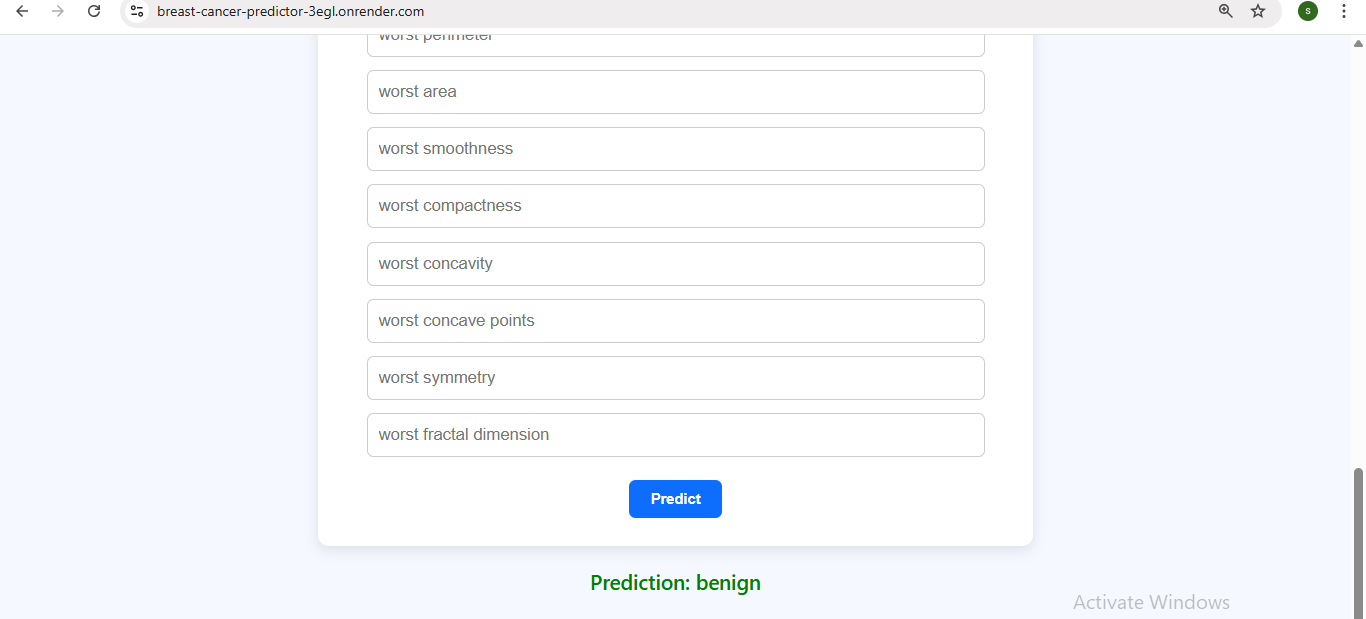 breast-cancer-predictor-3egl.onrender.com
S
worst perimeter
worst area
worst smoothness
worst compactness
worst concavity
worst concave points
worst symmetry
worst fractal dimension
Predict
Prediction: benign
Activate Windows